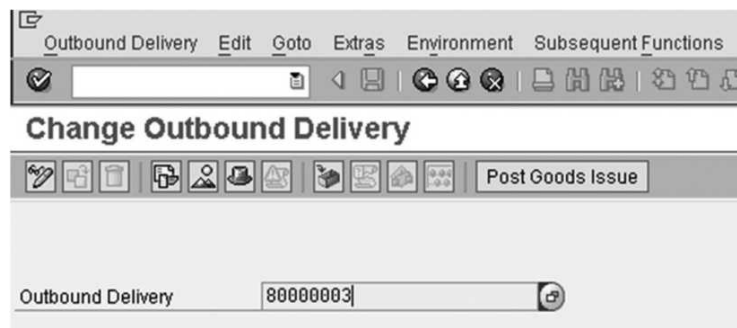 Outbound Delivery Edit Goto Extras Environment Subsequent Functions
Change Outbound Delivery
Post Goods Issue
Outbound Delivery 80000003